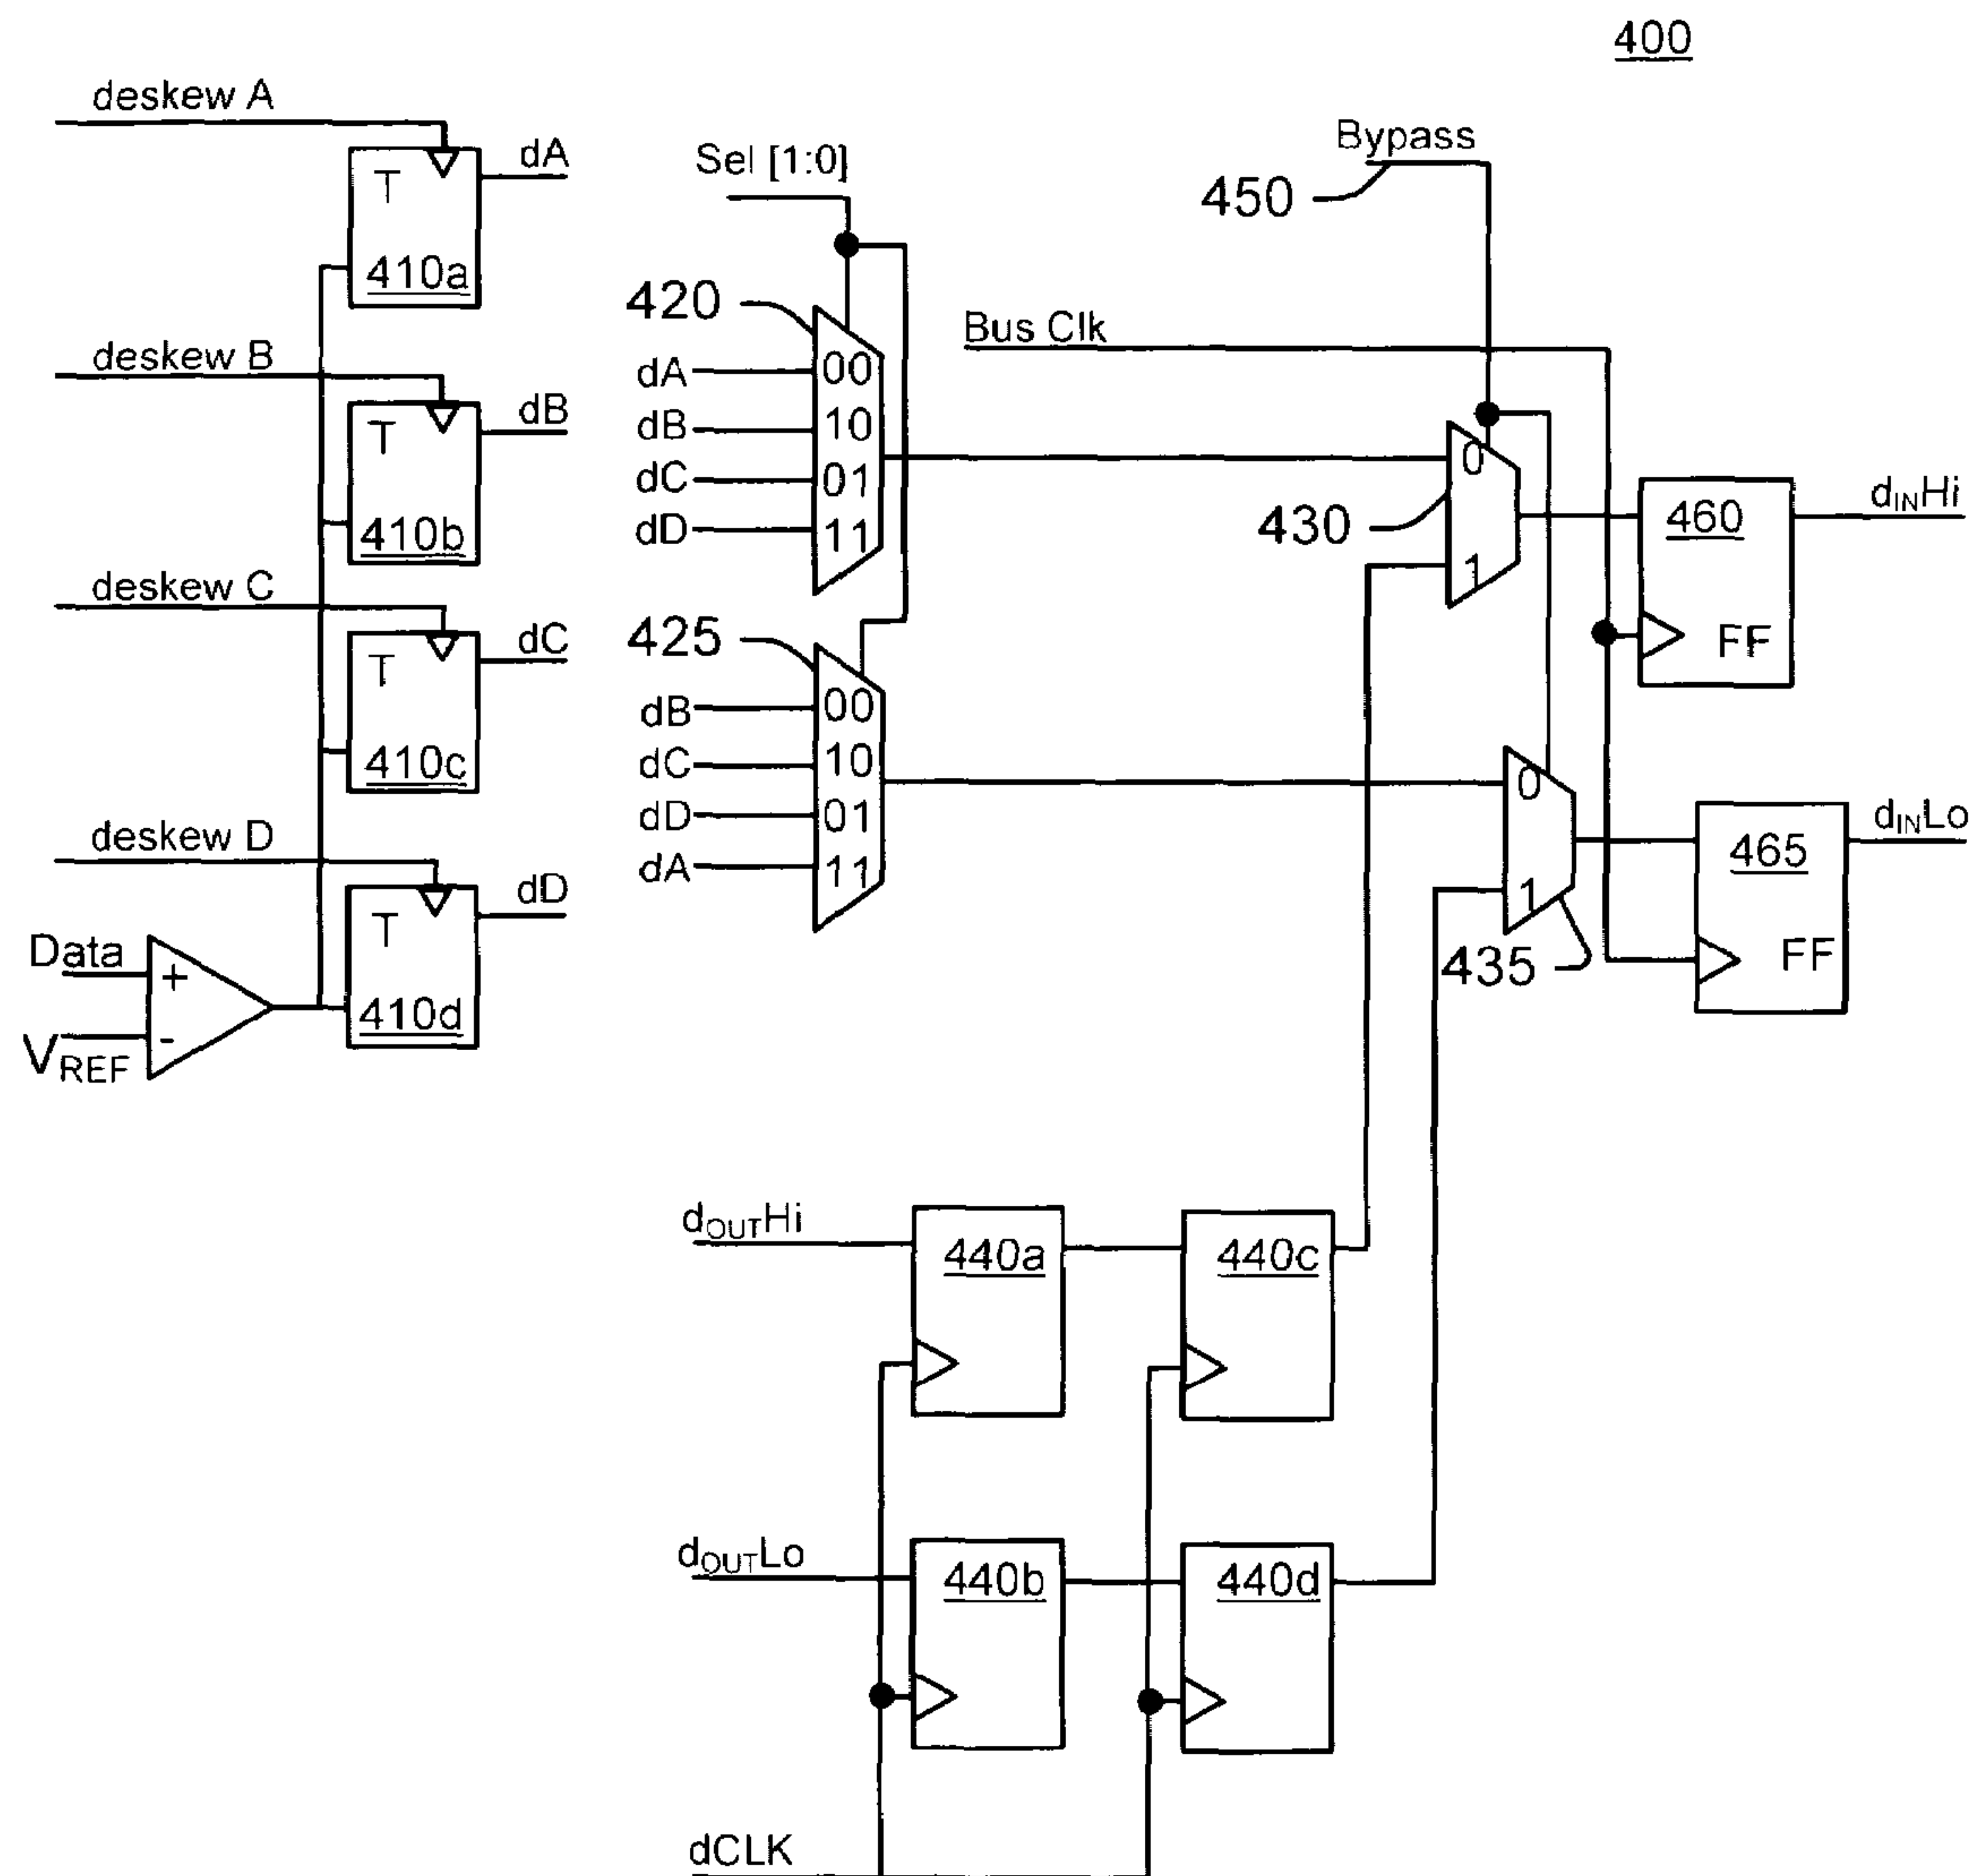 400
deskew A
T
dA
410a
deskew B
T
dB
410b
deskew C
T
dC
410c
deskew D
T
dD
410d
Data
+
-
VREF
Sel [1:0]
420
dA 00
dB 10
dC 01
dD 11
425
dB 00
dC 10
dD 01
dA 11
Bypass
450
Bus Clk
0
430
1
460
FF
dINHi
0
1
435
465
FF
dINLo
dOUTHi
440a
440c
dOUTLo
440b
440d
dCLK